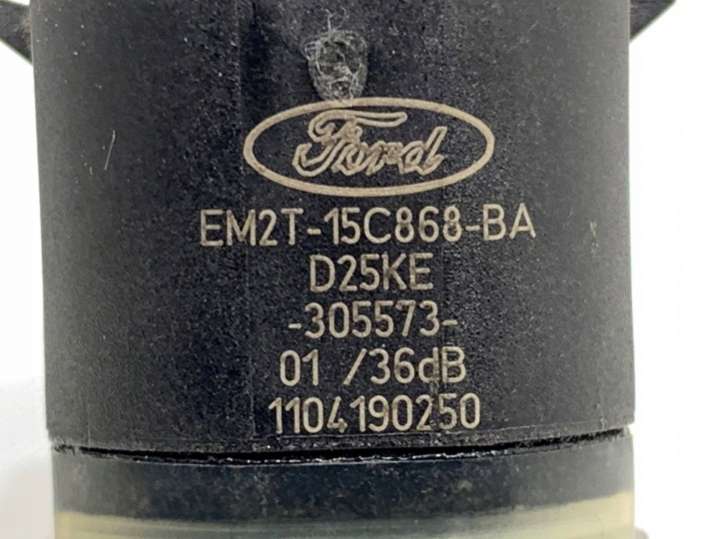 Ford
EM2T-15C868-BA
D25KE
-305573-
01 /36dB
1104190250